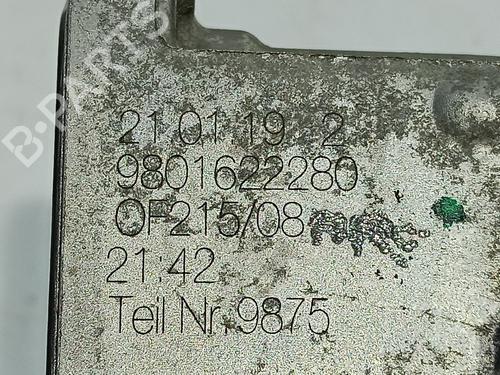 B-PARTS
21 01 19 2
9801622280
OF215/08
21:42
Teil Nr. 9875